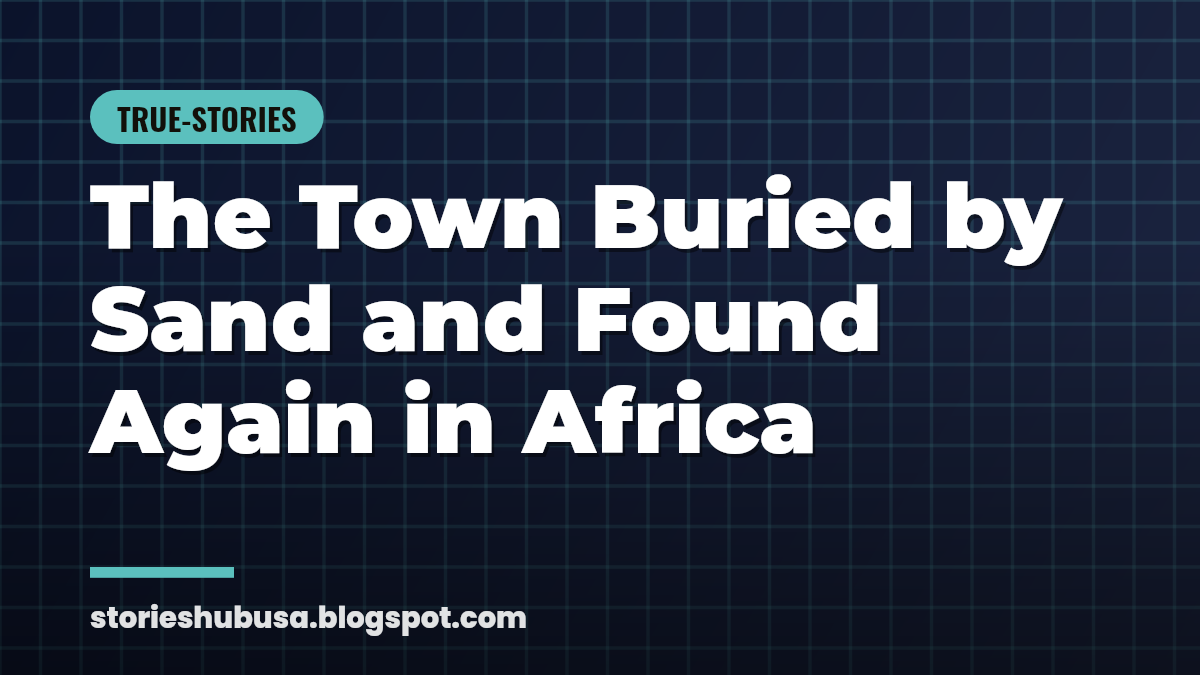 TRUE-STORIES
The Town Buried by
Sand and Found
Again in Africa
storieshubusa.blogspot.com